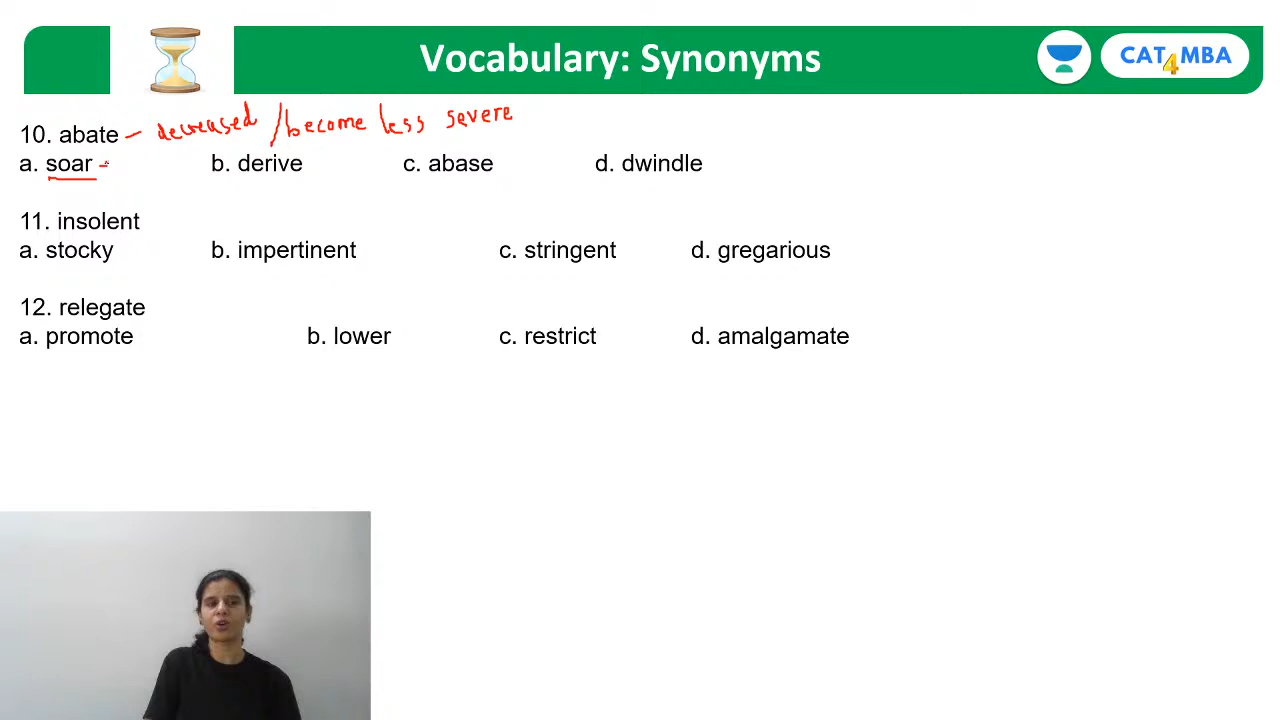 Vocabulary: Synonyms
CAT4MBA
10. abate – decreased / become less severe
a. soar - b. derive c. abase d. dwindle
11. insolent
a. stocky b. impertinent c. stringent d. gregarious
12. relegate
a. promote b. lower c. restrict d. amalgamate